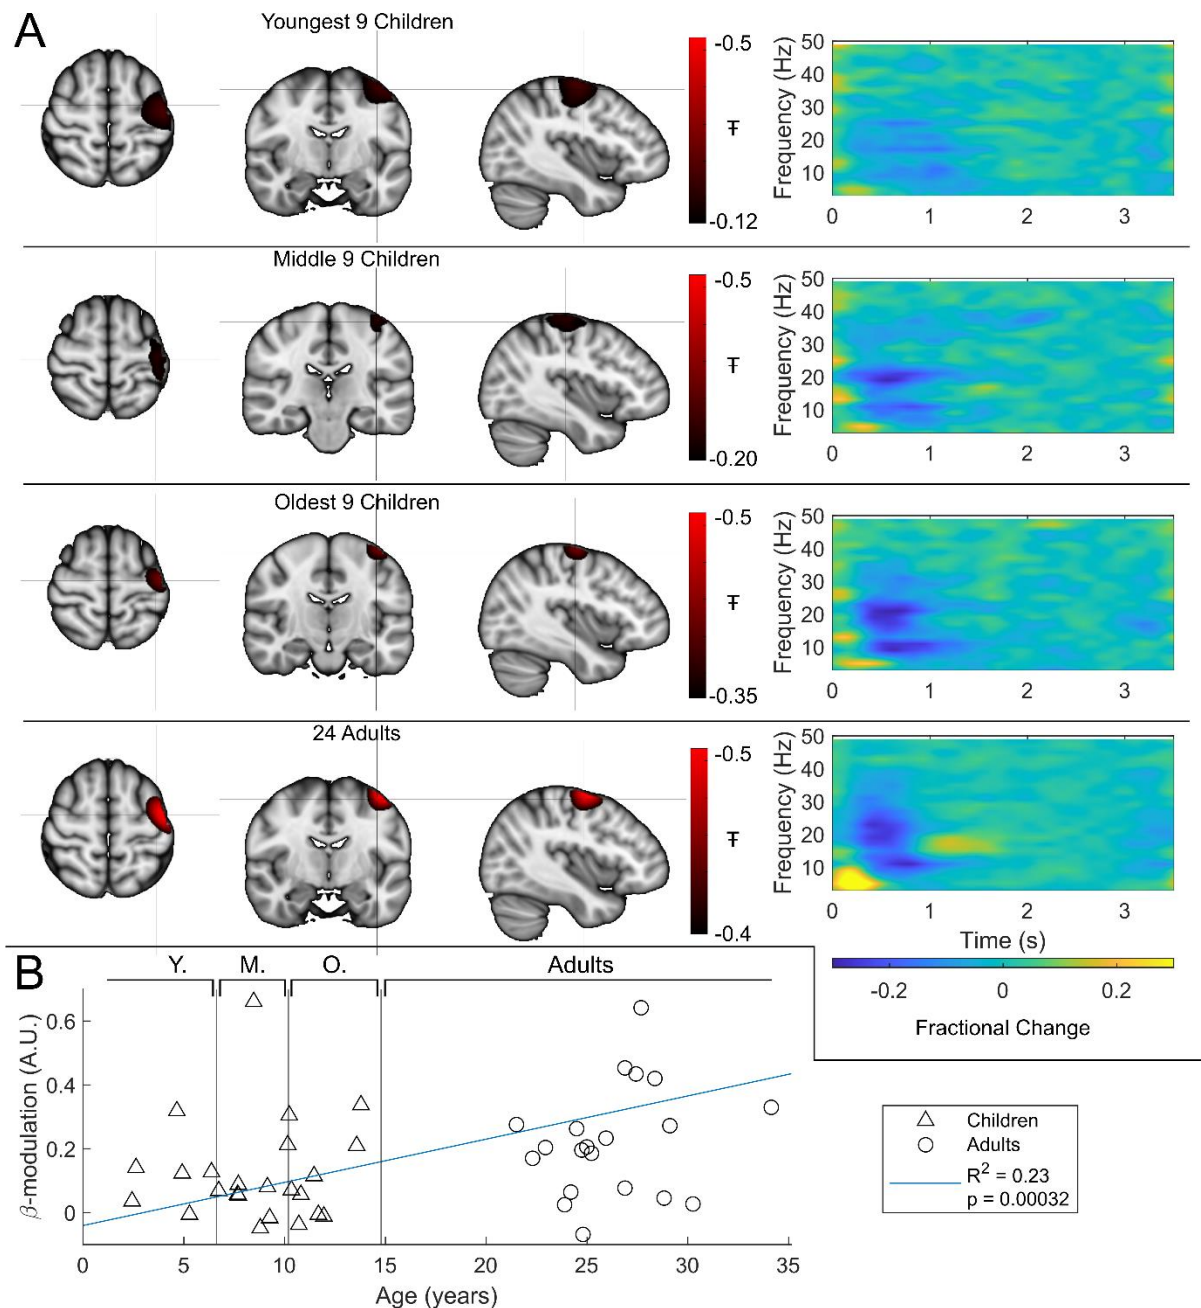 A
Youngest 9 Children
-0.5
Ŧ
-0.12
Frequency (Hz)
50
40
30
20
10
0 1 2 3
Middle 9 Children
-0.5
Ŧ
-0.20
Frequency (Hz)
50
40
30
20
10
0 1 2 3
Oldest 9 Children
-0.5
Ŧ
-0.35
Frequency (Hz)
50
40
30
20
10
0 1 2 3
24 Adults
-0.5
Ŧ
-0.4
Frequency (Hz)
50
40
30
20
10
0 1 2 3
Time (s)
-0.2 0 0.2
Fractional Change
B
Y. M. O. Adults
β-modulation (A.U.)
0.6
0.4
0.2
0
0 5 10 15 20 25 30 35
Age (years)
Children
Adults
R² = 0.23
p = 0.00032